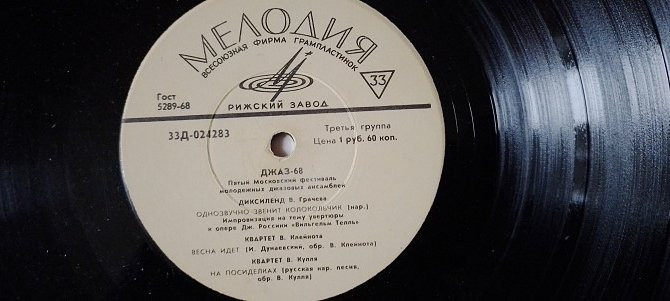 МЕЛОДИЯ
ВСЕСОЮЗНАЯ ФИРМА ГРАМПЛАСТИНОК
33
Гост
5289-68
РИЖСКИЙ ЗАВОД
33Д-024283
Третья группа
Цена 1 руб. 60 коп.
ДЖАЗ-68
Пятый Московский фестиваль
молодежных джазовых ансамблей
ДИКСИЛЕНД В. Грачева
ОДНОЗВУЧНО ЗВЕНИТ КОЛОКОЛЬЧИК (нар.)
Импровизация на тему увертюры
к опере Дж. Россини «Вильгельм Телль»
КВАРТЕТ В. Клейнота
ВЕСНА ИДЕТ (И. Дунаевский, обр. В. Клейнота)
КВАРТЕТ В. Кулля
НА ПОСИДЕЛКАХ (русская нар. песня,
обр. В. Кулля)